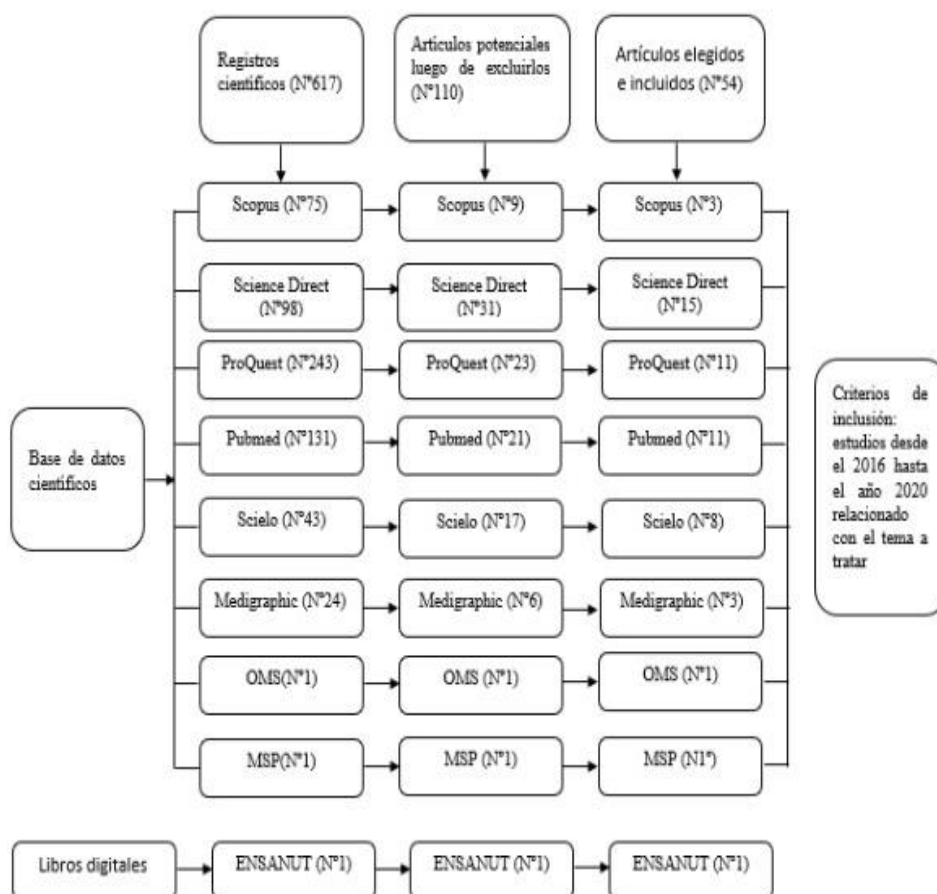 Registros
científicos (N°617)
Artículos potenciales
luego de excluirlos
(N°110)
Artículos elegidos
e incluidos (N°54)
Scopus (N°75)
Scopus (N°9)
Scopus (N°3)
Science Direct
(N°98)
Science Direct
(N°31)
Science Direct
(N°15)
ProQuest (N°243)
ProQuest (N°23)
ProQuest (N°11)
Base de datos
científicos
Pubmed (N°131)
Pubmed (N°21)
Pubmed (N°11)
Criterios de
inclusión:
estudios desde
el 2016 hasta
el año 2020
relacionado
con el tema a
tratar
Scielo (N°43)
Scielo (N°17)
Scielo (N°8)
Medigraphic (N°24)
Medigraphic (N°6)
Medigraphic (N°3)
OMS(N°1)
OMS (N°1)
OMS (N°1)
MSP(N°1)
MSP (N°1)
MSP (N1°)
Libros digitales
ENSANUT (N°1)
ENSANUT (N°1)
ENSANUT (N°1)